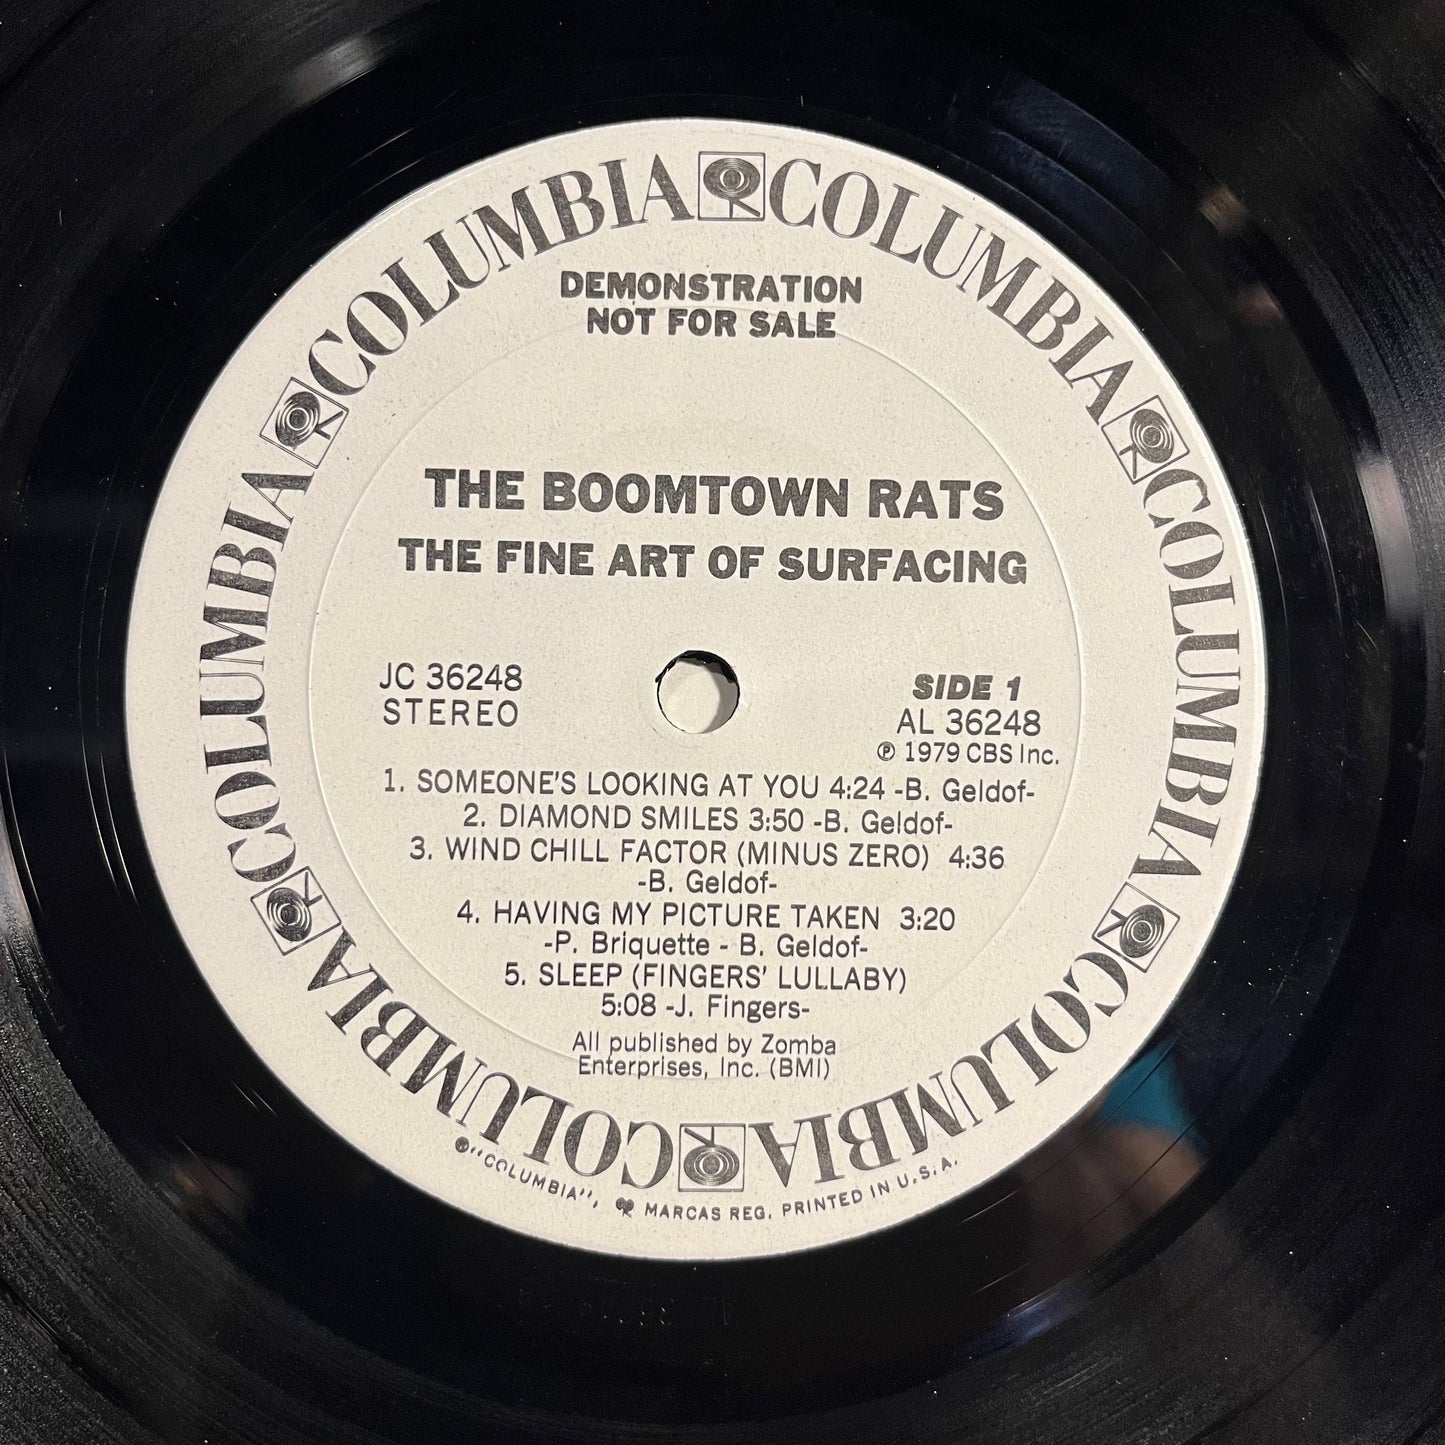 COLUMBIA COLUMBIA COLUMBIA COLUMBIA COLUMBIA COLUMBIA
DEMONSTRATION
NOT FOR SALE
THE BOOMTOWN RATS
THE FINE ART OF SURFACING
JC 36248
STEREO
SIDE 1
AL 36248
℗ 1979 CBS Inc.
1. SOMEONE'S LOOKING AT YOU 4:24 -B. Geldof-
2. DIAMOND SMILES 3:50 -B. Geldof-
3. WIND CHILL FACTOR (MINUS ZERO) 4:36
-B. Geldof-
4. HAVING MY PICTURE TAKEN 3:20
-P. Briquette - B. Geldof-
5. SLEEP (FINGERS' LULLABY)
5:08 -J. Fingers-
All published by Zomba
Enterprises, Inc. (BMI)
"COLUMBIA", MARCAS REG. PRINTED IN U.S.A.